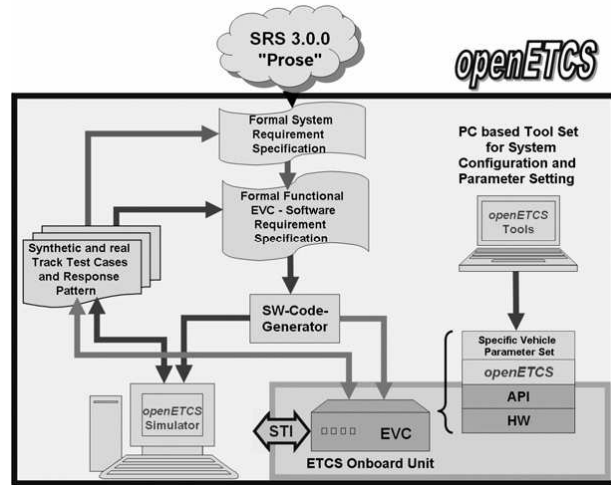 SRS 3.0.0
"Prose"
openETCS
Formal System
Requirement
Specification
PC based Tool Set
for System
Configuration and
Parameter Setting
Formal Functional
EVC - Software
Requirement
Specification
openETCS
Tools
Synthetic and real
Track Test Cases
and Response
Pattern
SW-Code-
Generator
Specific Vehicle
Parameter Set
openETCS
API
HW
openETCS
Simulator
STI
EVC
ETCS Onboard Unit